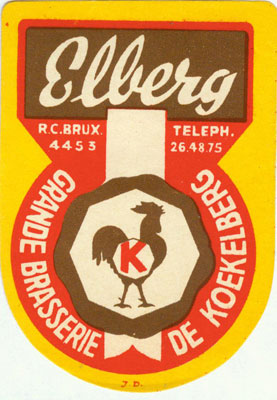 Elberg
R.C.BRUX. TELEPH.
4453 26.48.75
GRANDE BRASSERIE DE KOEKELBERG
K
J.D.